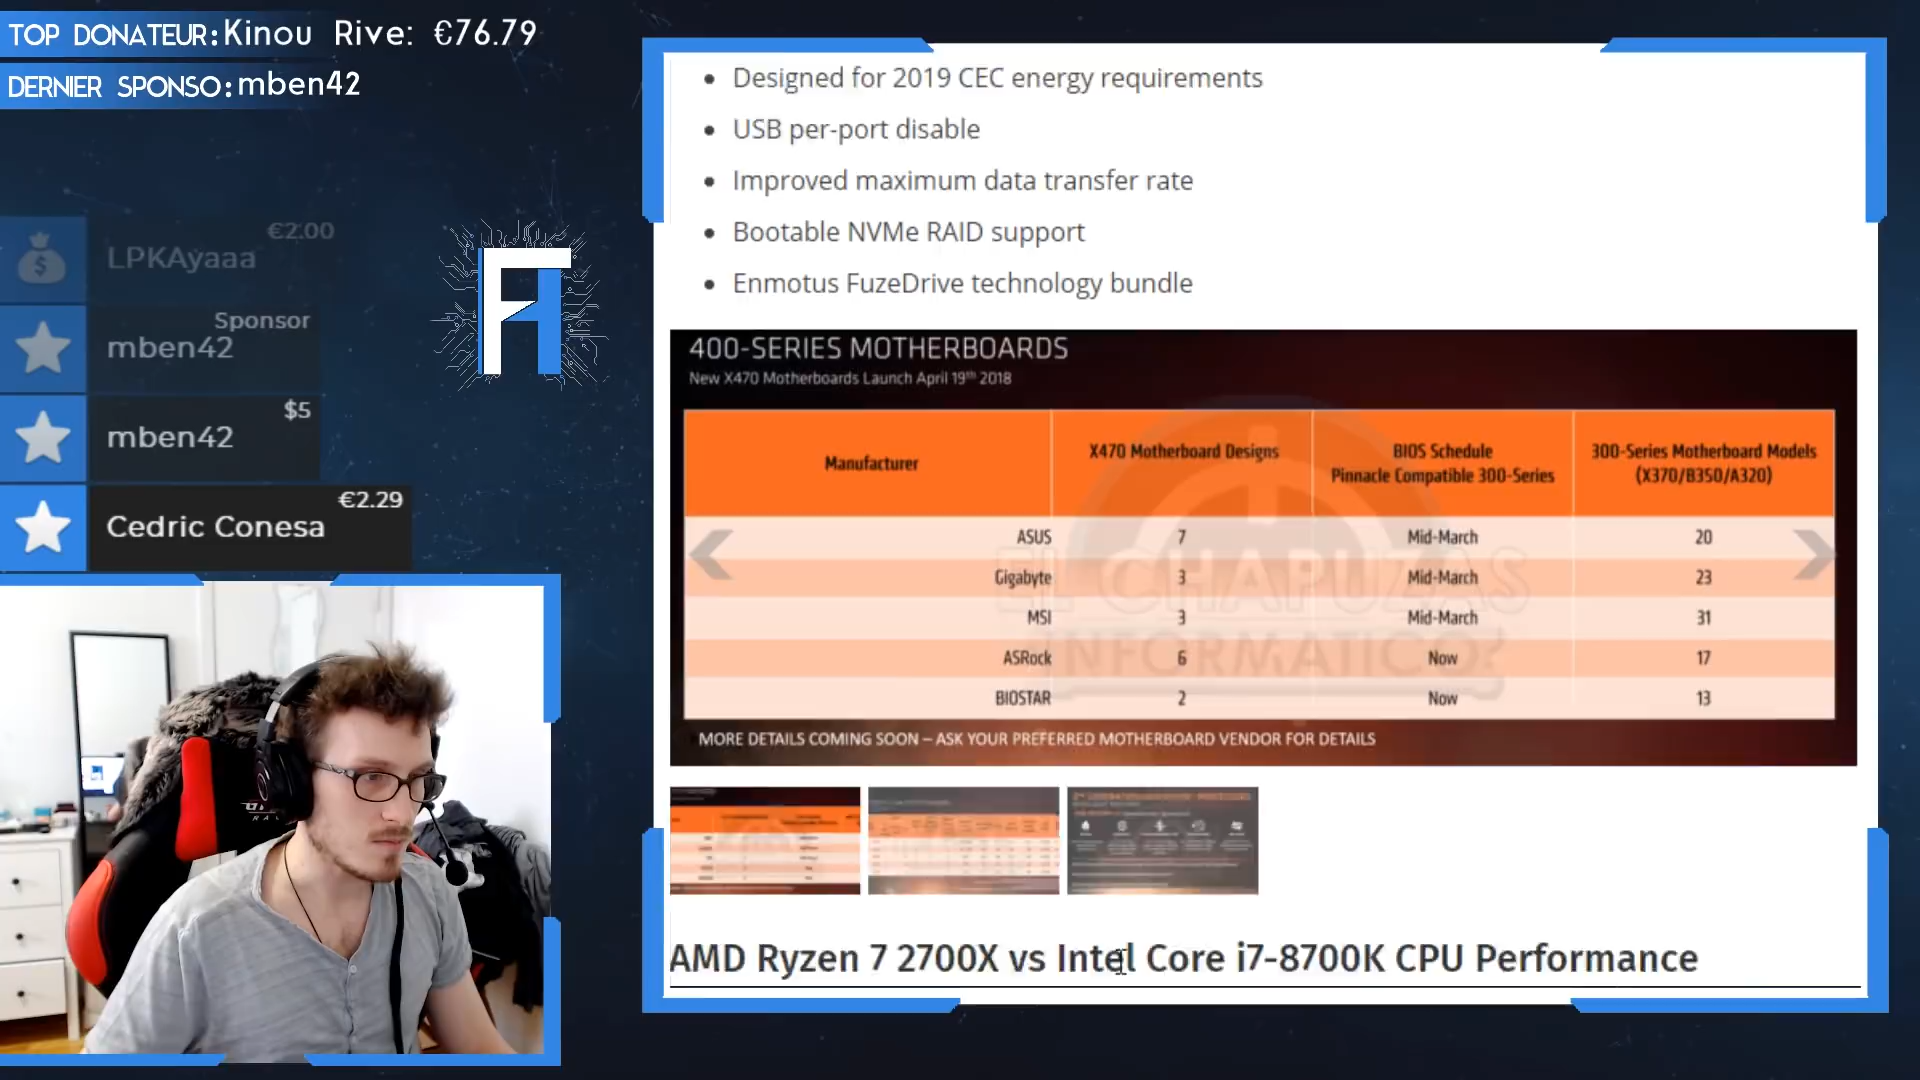 TOP DONATEUR: Kinou Rive: €76.79
DERNIER SPONSO: mben42
€2.00
LPKAyaaa
Sponsor
mben42
$5
mben42
€2.29
Cedric Conesa
• Designed for 2019 CEC energy requirements
• USB per-port disable
• Improved maximum data transfer rate
• Bootable NVMe RAID support
• Enmotus FuzeDrive technology bundle
400-SERIES MOTHERBOARDS
New X470 Motherboards Launch April 19th 2018
Manufacturer X470 Motherboard Designs BIOS Schedule Pinnacle Compatible 300-Series 300-Series Motherboard Models (X370/B350/A320)
ASUS 7 Mid-March 20
Gigabyte 3 Mid-March 23
MSI 3 Mid-March 31
ASRock 6 Now 17
BIOSTAR 2 Now 13
EL CHAPUZAS
INFORMÁTICO
MORE DETAILS COMING SOON – ASK YOUR PREFERRED MOTHERBOARD VENDOR FOR DETAILS
AMD Ryzen 7 2700X vs Intel Core i7-8700K CPU Performance